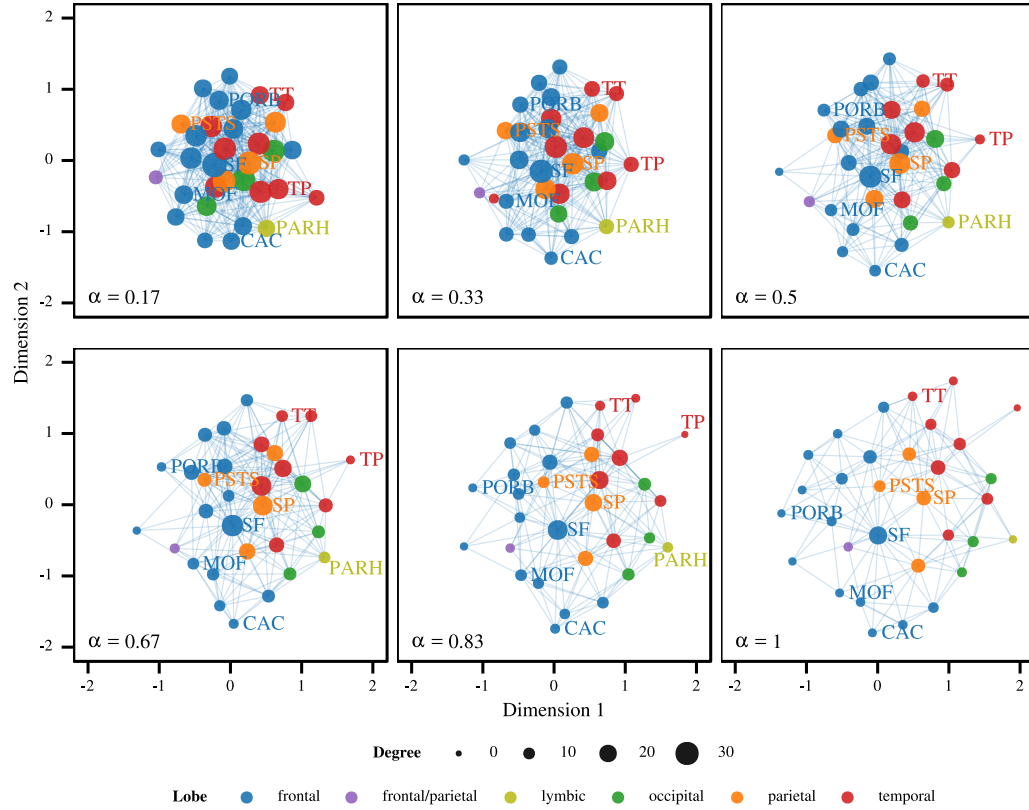 2
1
0
-1
-2
TT
PORB
PSTS
SF
SP
TP
MOF
PARH
CAC
α = 0.17
TT
PORB
PSTS
SP
TP
SF
MOF
PARH
CAC
α = 0.33
TT
PORB
PSTS
TP
SP
SF
MOF
PARH
CAC
α = 0.5
Dimension 2
2
1
0
-1
-2
TT
PORB
TP
PSTS
SP
SF
MOF
PARH
CAC
α = 0.67
TT
TP
PORB
PSTS
SP
SF
PARH
MOF
CAC
α = 0.83
TT
PSTS
SP
PORB
SF
MOF
CAC
α = 1
-2 -1 0 1 2
-2 -1 0 1 2
-2 -1 0 1 2
Dimension 1
Degree 0 10 20 30
Lobe frontal frontal/parietal lymbic occipital parietal temporal